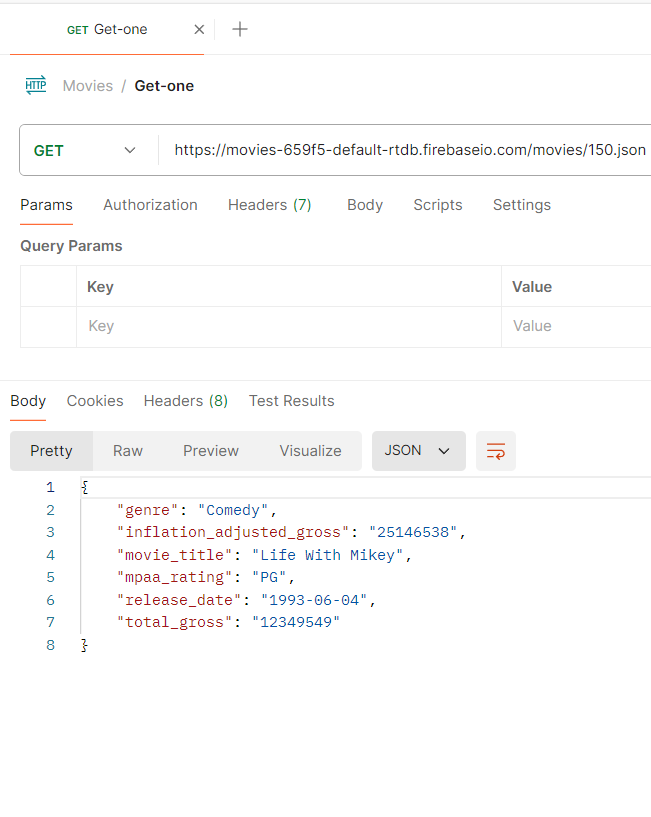 GET Get-one
HTTP Movies / Get-one
GET https://movies-659f5-default-rtdb.firebaseio.com/movies/150.json
Params Authorization Headers (7) Body Scripts Settings
Query Params
Key Value
Key Value
Body Cookies Headers (8) Test Results
Pretty Raw Preview Visualize JSON
1 {
2 "genre": "Comedy",
3 "inflation_adjusted_gross": "25146538",
4 "movie_title": "Life With Mikey",
5 "mpaa_rating": "PG",
6 "release_date": "1993-06-04",
7 "total_gross": "12349549"
8 }